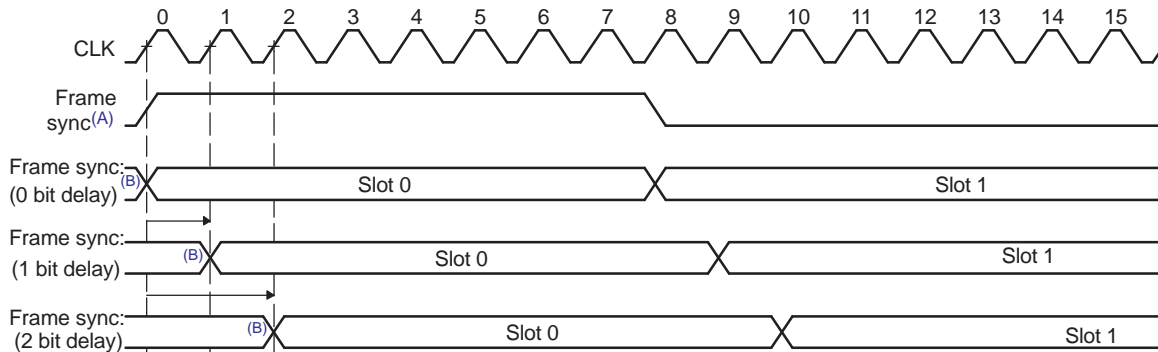 0 1 2 3 4 5 6 7 8 9 10 11 12 13 14 15
CLK
Frame
sync(A)
Frame sync:
(B)
(0 bit delay)
Slot 0
Slot 1
Frame sync:
(B)
(1 bit delay)
Slot 0
Slot 1
Frame sync:
(B)
(2 bit delay)
Slot 0
Slot 1